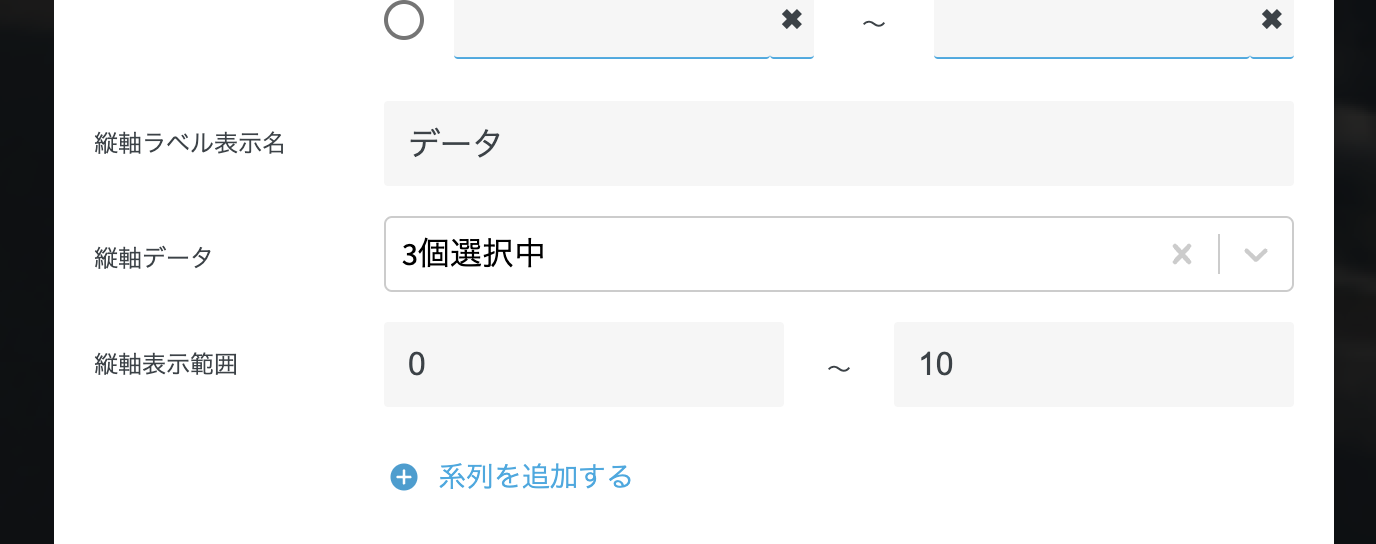 ✖ ～ ✖
縦軸ラベル表示名 データ
縦軸データ 3個選択中
縦軸表示範囲 0 ～ 10
系列を追加する